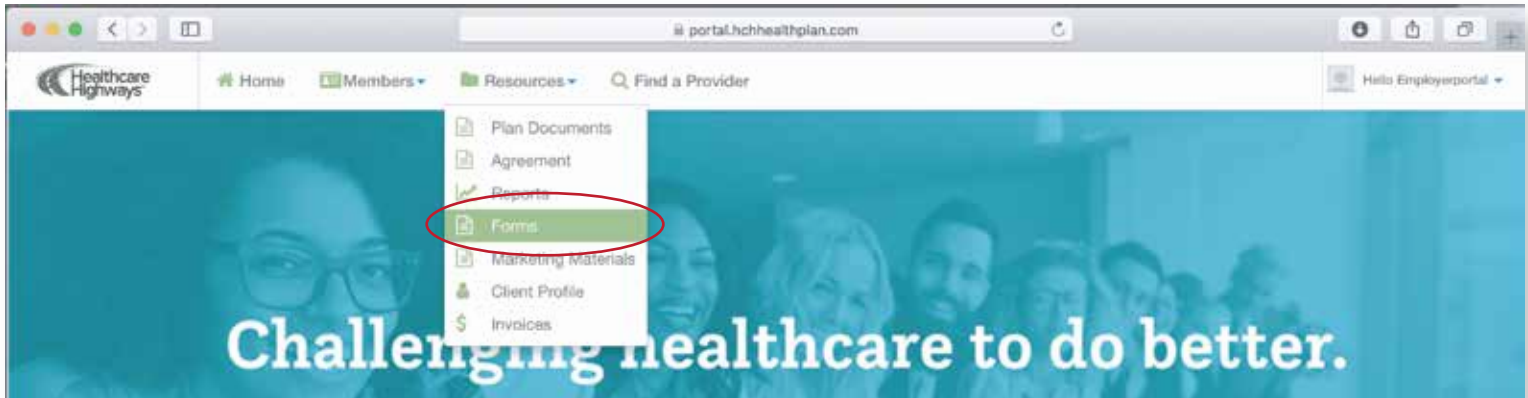 portal.hchhealthplan.com
Healthcare Highways
Home Members Resources Find a Provider
Hello Employerportal
Plan Documents
Agreement
Reports
Forms
Marketing Materials
Client Profile
$ Invoices
Challenging healthcare to do better.